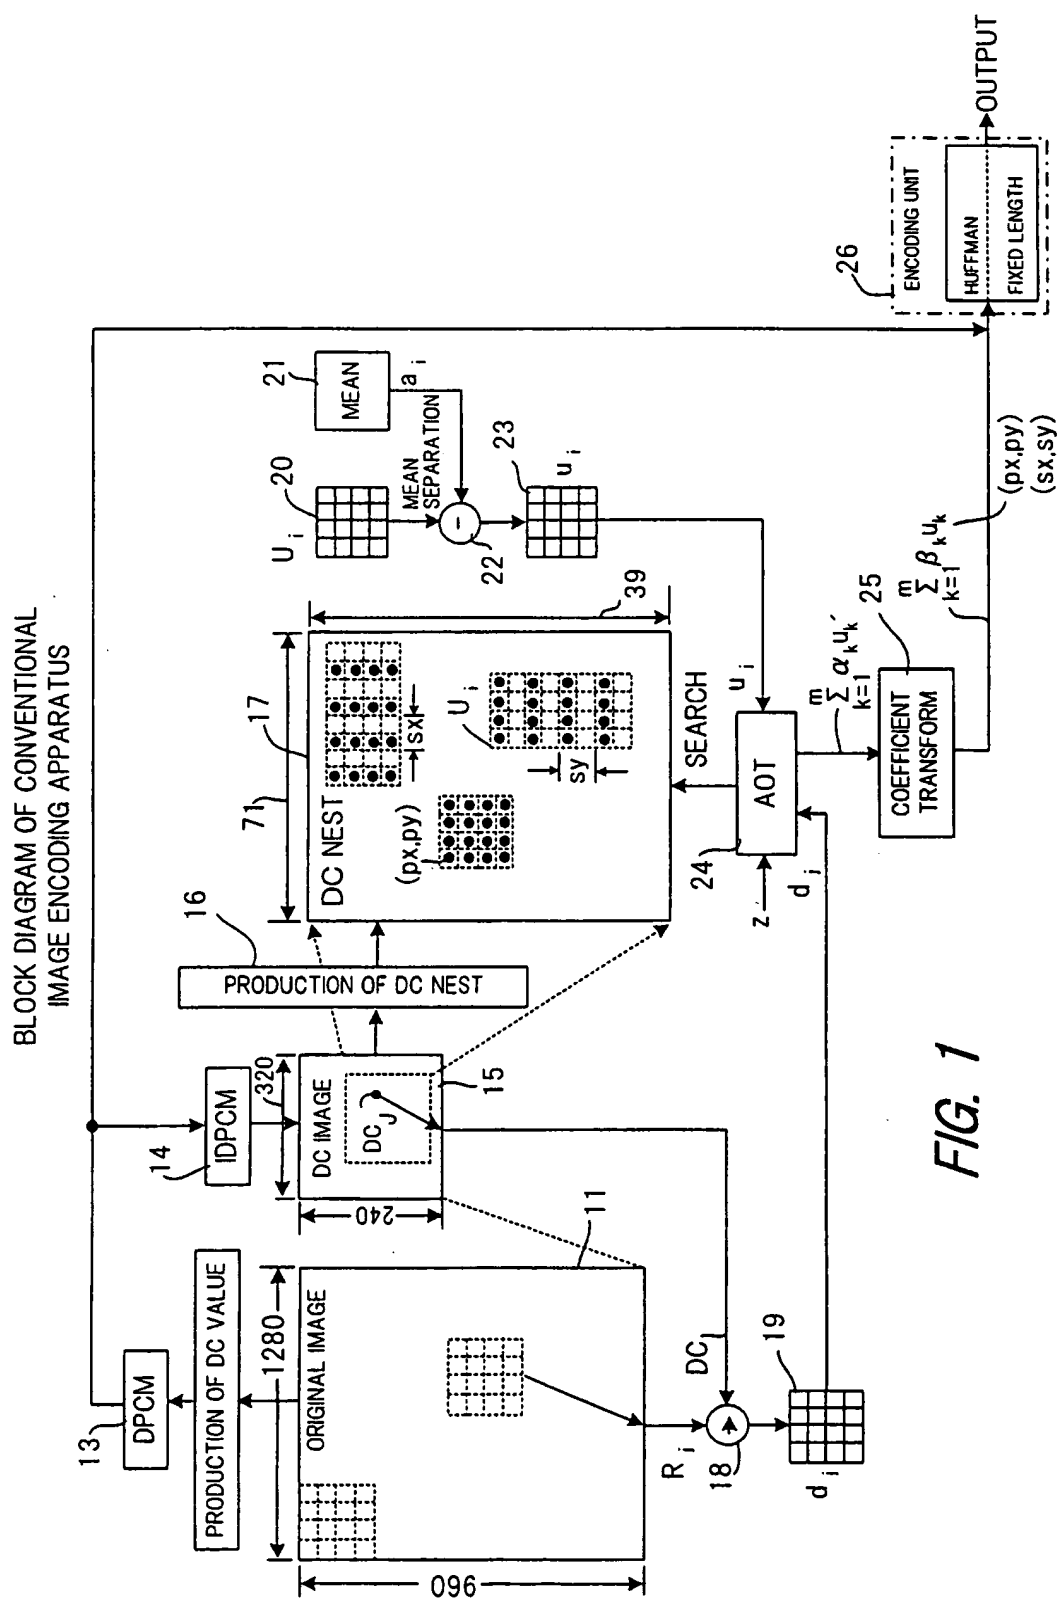 BLOCK DIAGRAM OF CONVENTIONAL
IMAGE ENCODING APPARATUS
13
DPCM
PRODUCTION OF DC VALUE
1280
ORIGINAL IMAGE
960
11
14
IDPCM
320
DC IMAGE
DC J
240
15
16
PRODUCTION OF DC NEST
71
17
DC NEST
(px,py)
sx
sy
U i
39
U i
20
21
MEAN
a i
MEAN
SEPARATION
−
22
23
u i
R i
DC J
18
19
d i
SEARCH
u i
24
AOT
z
d i
m
Σ α k u k ′
k=1
25
COEFFICIENT
TRANSFORM
m
Σ β k u k
k=1
(px,py)
(sx,sy)
26
ENCODING UNIT
HUFFMAN
FIXED LENGTH
OUTPUT
FIG. 1